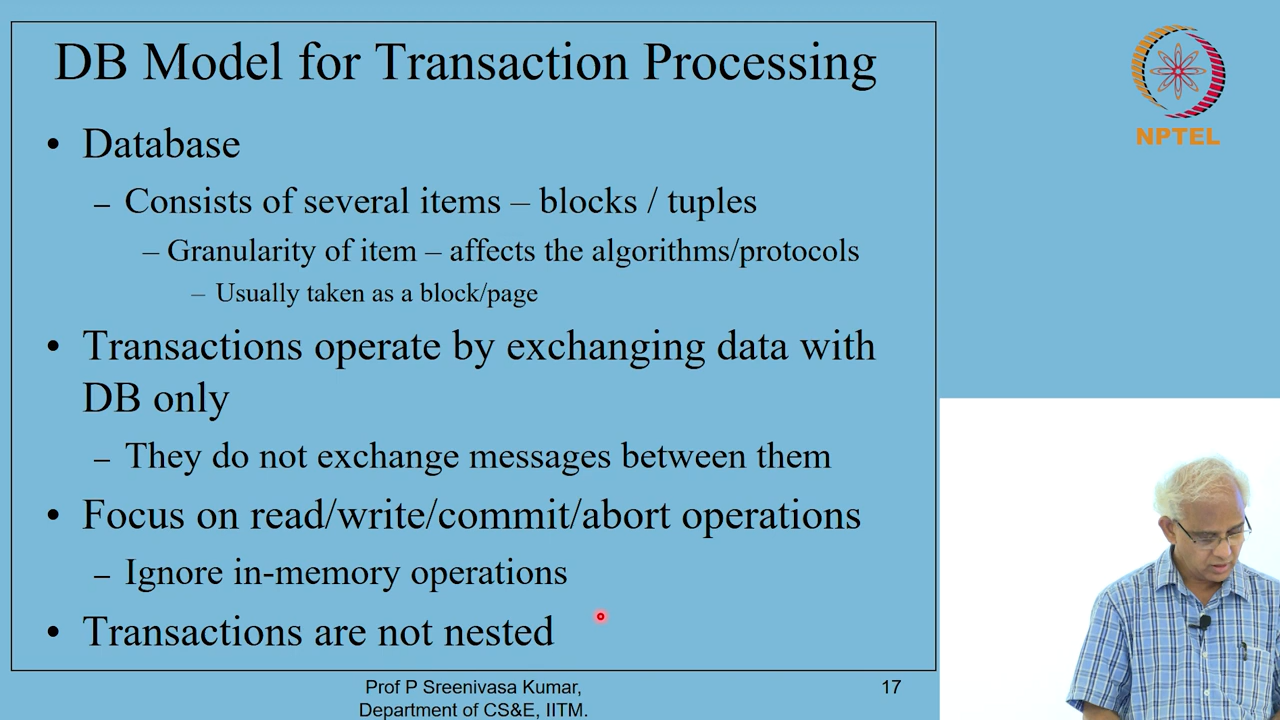 DB Model for Transaction Processing
NPTEL
• Database
– Consists of several items – blocks / tuples
– Granularity of item – affects the algorithms/protocols
– Usually taken as a block/page
• Transactions operate by exchanging data with
DB only
– They do not exchange messages between them
• Focus on read/write/commit/abort operations
– Ignore in-memory operations
• Transactions are not nested
Prof P Sreenivasa Kumar,
Department of CS&E, IITM.
17